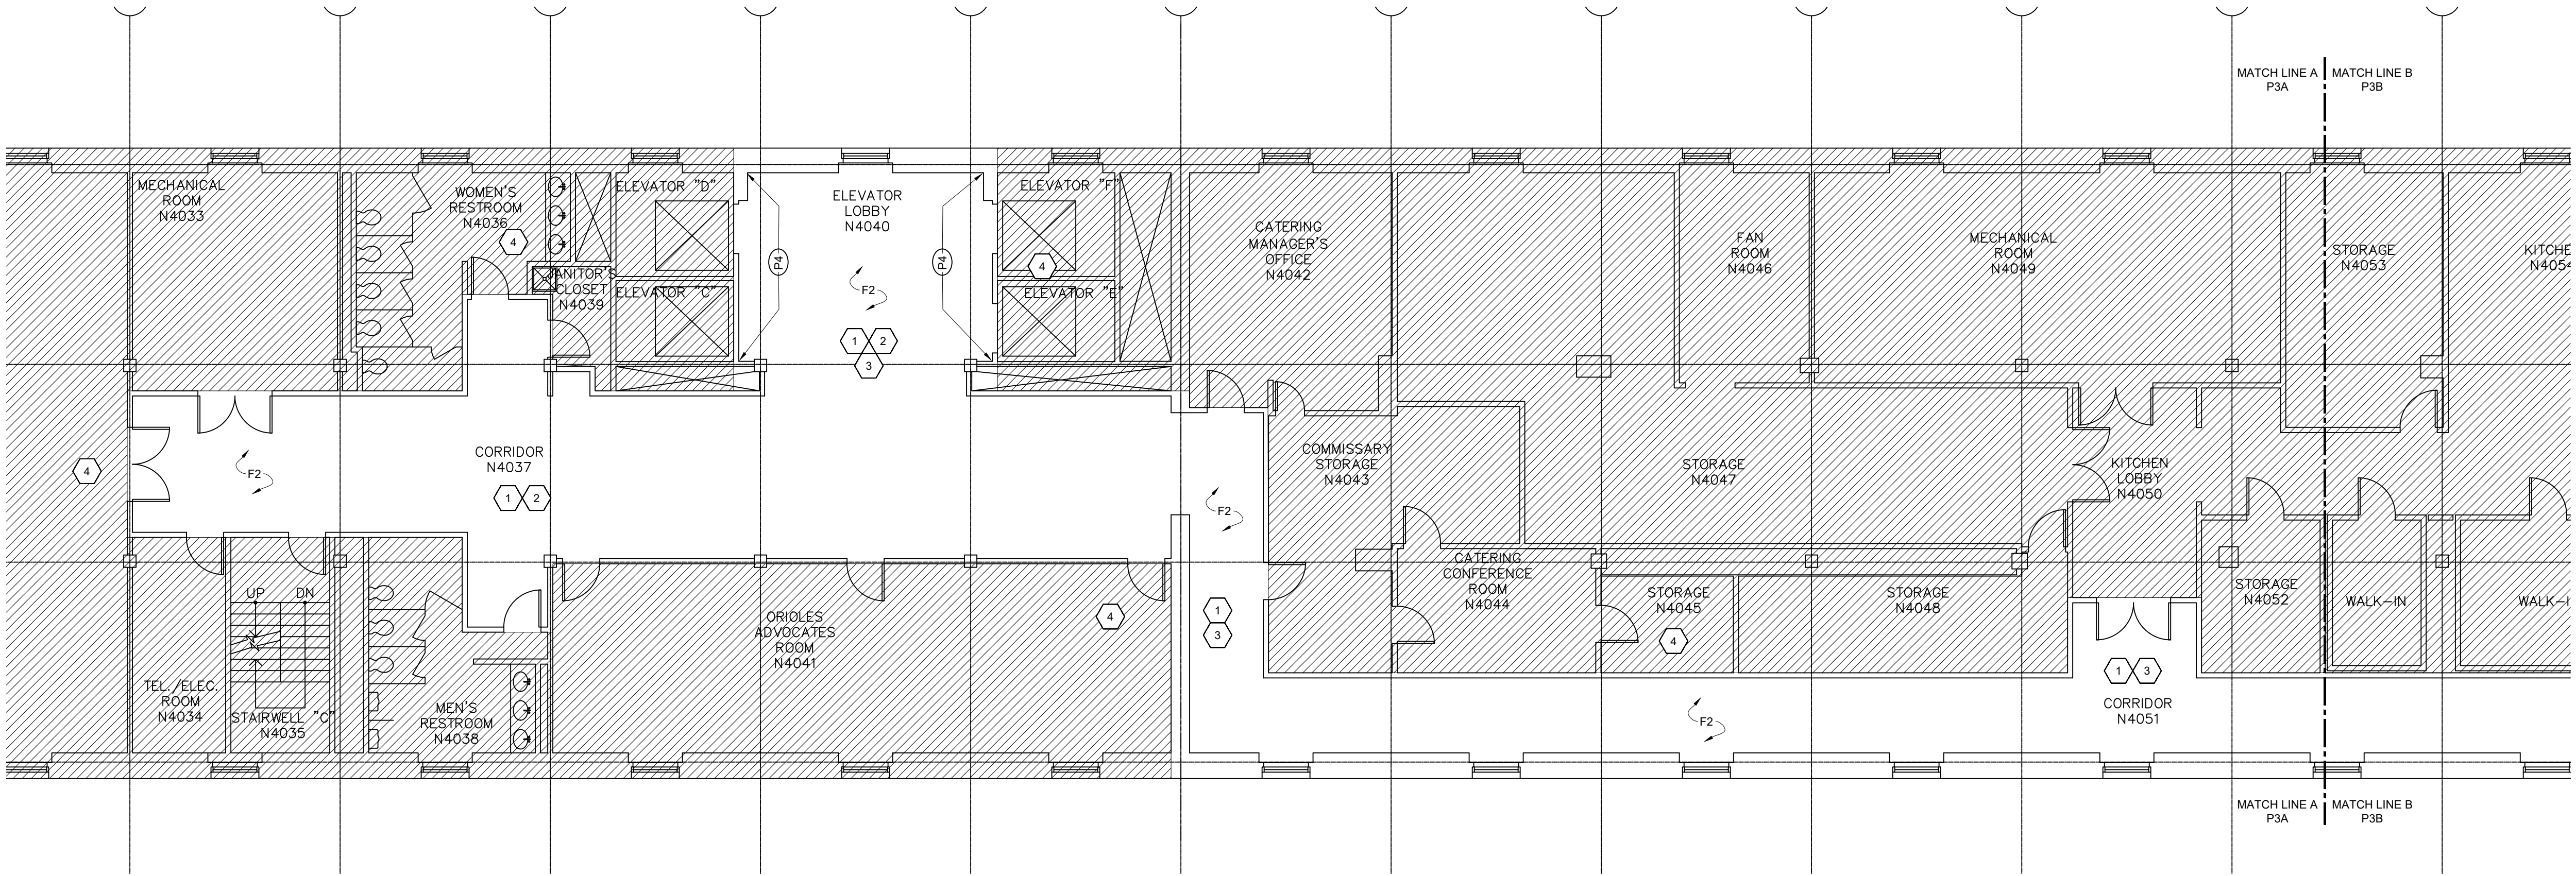 MATCH LINE A
P3A
MATCH LINE B
P3B
MECHANICAL
ROOM
N4033
WOMEN'S
RESTROOM
N4036
4
JANITOR'S
CLOSET
N4039
ELEVATOR "D"
ELEVATOR "C"
P4
ELEVATOR
LOBBY
N4040
F2
1
2
3
P4
ELEVATOR "F"
4
ELEVATOR "E"
CATERING
MANAGER'S
OFFICE
N4042
FAN
ROOM
N4046
MECHANICAL
ROOM
N4049
STORAGE
N4053
4
F2
CORRIDOR
N4037
1
2
F2
COMMISSARY
STORAGE
N4043
STORAGE
N4047
KITCHEN
LOBBY
N4050
UP
DN
TEL./ELEC.
ROOM
N4034
STAIRWELL "C"
N4035
MEN'S
RESTROOM
N4038
ORIOLES
ADVOCATES
ROOM
N4041
4
1
3
CATERING
CONFERENCE
ROOM
N4044
STORAGE
N4045
4
STORAGE
N4048
STORAGE
N4052
WALK-IN
1
3
CORRIDOR
N4051
F2
MATCH LINE A
P3A
MATCH LINE B
P3B